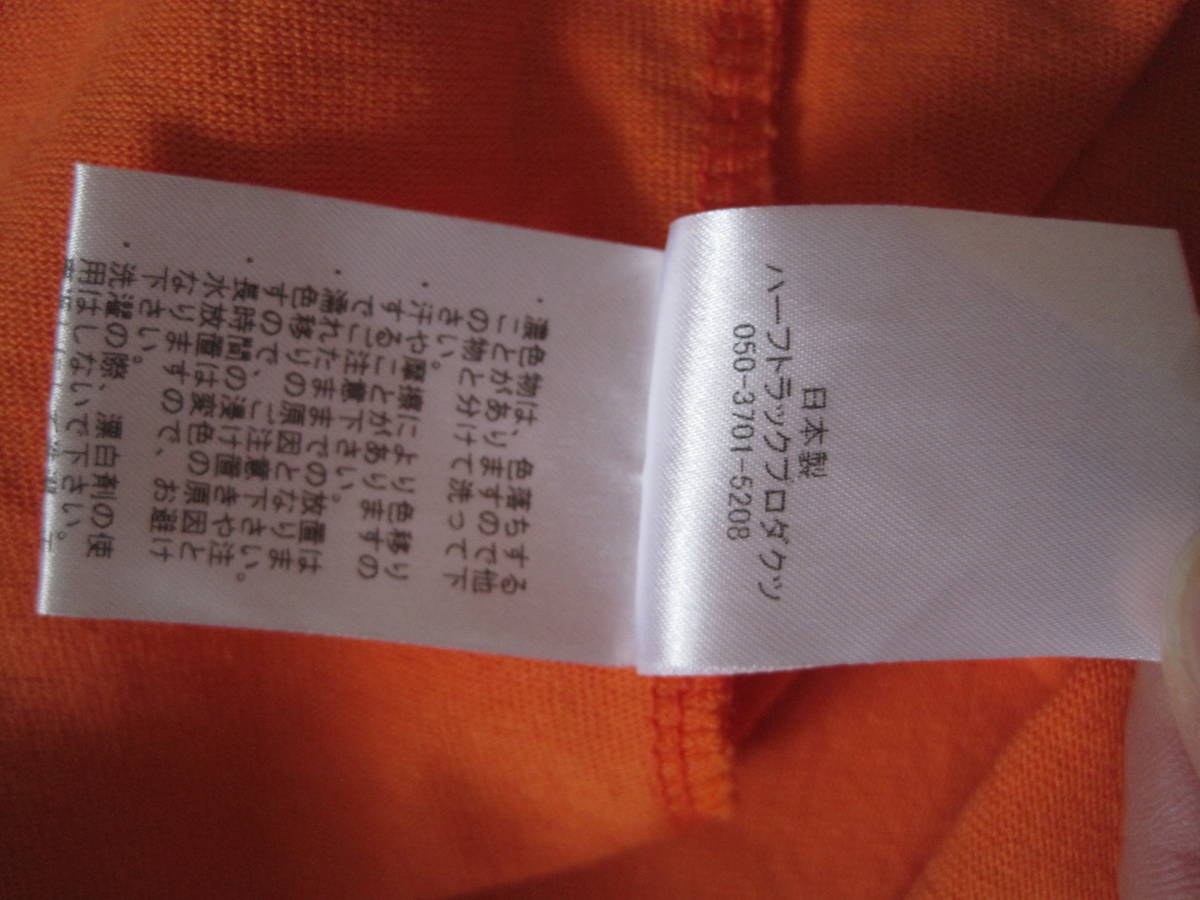 日本製
ハーフトラックプロダクツ
050-3701-5208
・濃色物は、色落ちする
ことがありますので他
の物と分けて洗って下
さい。
・汗や摩擦により色移り
することがありますの
でご注意下さい。
・濡れたままの放置は
色移りの原因となりま
すのでご注意下さい。
・長時間の浸け置きや
水放置は変色の原因と
なりますので、お避け
下さい。
・洗濯の際、漂白剤の使
用はしないで下さい。